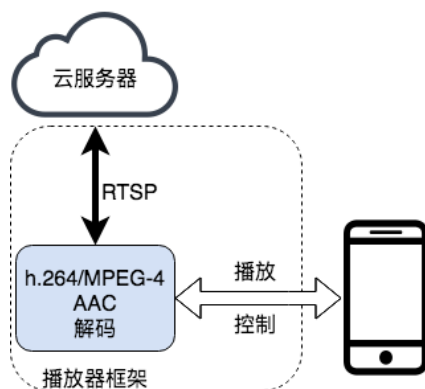 云服务器
RTSP
h.264/MPEG-4
AAC
解码
播放
控制
播放器框架